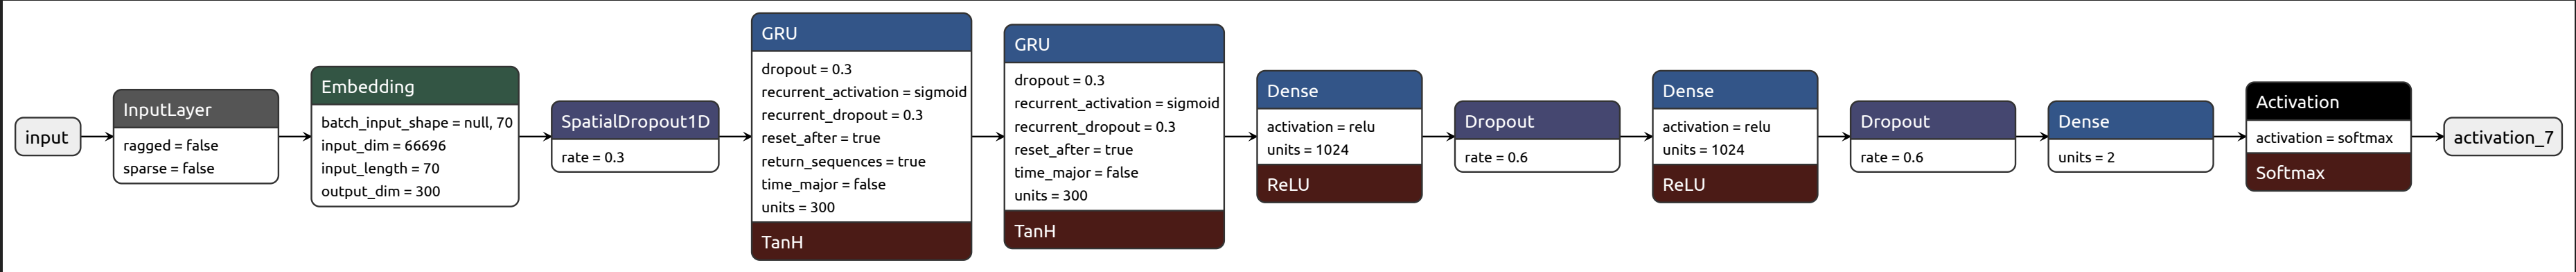 input
InputLayer
ragged = false
sparse = false
Embedding
batch_input_shape = null, 70
input_dim = 66696
input_length = 70
output_dim = 300
SpatialDropout1D
rate = 0.3
GRU
dropout = 0.3
recurrent_activation = sigmoid
recurrent_dropout = 0.3
reset_after = true
return_sequences = true
time_major = false
units = 300
TanH
GRU
dropout = 0.3
recurrent_activation = sigmoid
recurrent_dropout = 0.3
reset_after = true
time_major = false
units = 300
TanH
Dense
activation = relu
units = 1024
ReLU
Dropout
rate = 0.6
Dense
activation = relu
units = 1024
ReLU
Dropout
rate = 0.6
Dense
units = 2
Activation
activation = softmax
Softmax
activation_7